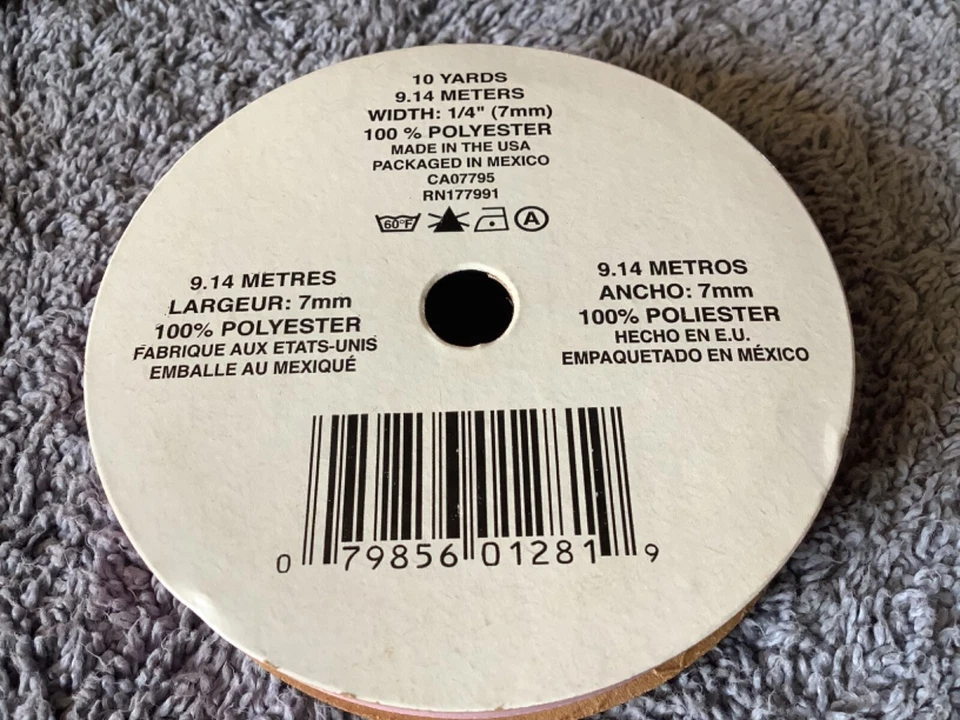 10 YARDS
9.14 METERS
WIDTH: 1/4" (7mm)
100 % POLYESTER
MADE IN THE USA
PACKAGED IN MEXICO
CA07795
RN177991
60°F
A
9.14 METRES
LARGEUR: 7mm
100% POLYESTER
FABRIQUE AUX ETATS-UNIS
EMBALLE AU MEXIQUÉ
9.14 METROS
ANCHO: 7mm
100% POLIESTER
HECHO EN E.U.
EMPAQUETADO EN MÉXICO
0 79856 01281 9